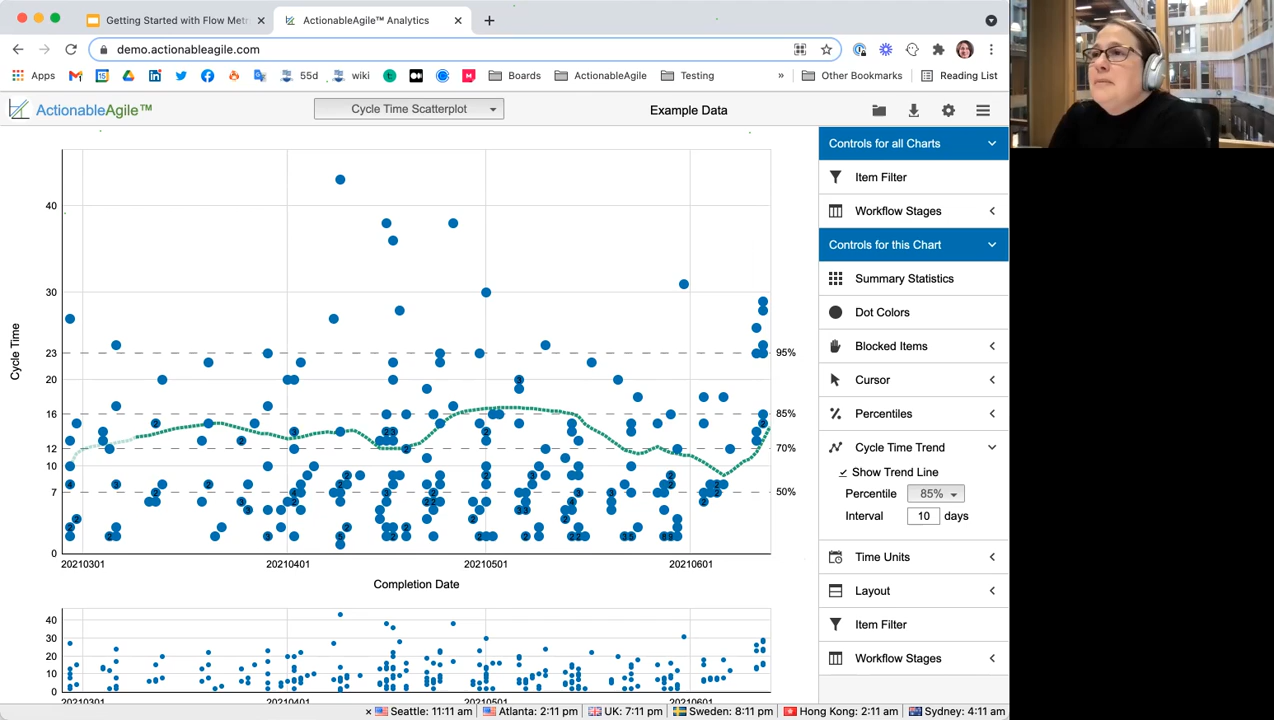 Getting Started with Flow Met
ActionableAgile™ Analytics
demo.actionableagile.com
Apps
55d
wiki
Boards
ActionableAgile
Testing
»
Other Bookmarks
Reading List
ActionableAgile™
Cycle Time Scatterplot
Example Data
Controls for all Charts
Item Filter
Workflow Stages
Controls for this Chart
Summary Statistics
Dot Colors
Blocked Items
Cursor
Percentiles
Cycle Time Trend
Show Trend Line
Percentile 85%
Interval 10 days
Time Units
Layout
Item Filter
Workflow Stages
Cycle Time
40
30
23
20
16
12
10
7
0
95%
85%
70%
50%
20210301
20210401
20210501
20210601
Completion Date
40
30
20
10
0
20210301
20210401
20210501
20210601
× Seattle: 11:11 am
Atlanta: 2:11 pm
UK: 7:11 pm
Sweden: 8:11 pm
Hong Kong: 2:11 am
Sydney: 4:11 am